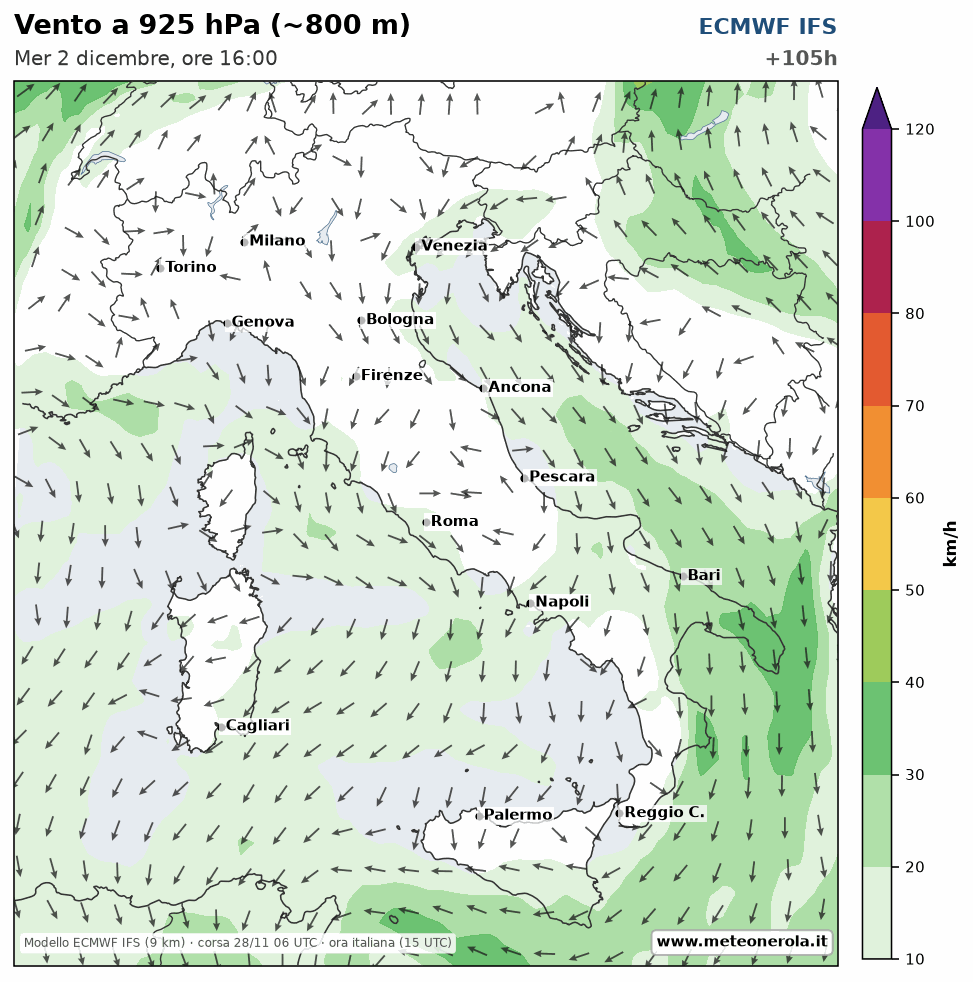 Vento a 925 hPa (~800 m)
ECMWF IFS
Mer 2 dicembre, ore 16:00
+105h
Milano
Venezia
Torino
Genova
Bologna
Firenze
Ancona
Pescara
Roma
Bari
Napoli
Cagliari
Palermo
Reggio C.
120
100
80
70
60
50
40
30
20
10
km/h
Modello ECMWF IFS (9 km) · corsa 28/11 06 UTC · ora italiana (15 UTC)
www.meteonerola.it